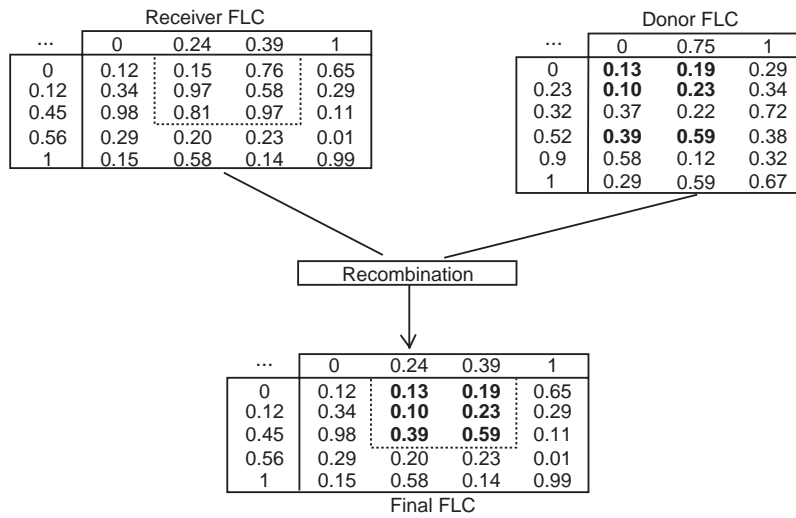 Receiver FLC
... 0 0.24 0.39 1
0 0.12 0.15 0.76 0.65
0.12 0.34 0.97 0.58 0.29
0.45 0.98 0.81 0.97 0.11
0.56 0.29 0.20 0.23 0.01
1 0.15 0.58 0.14 0.99
Donor FLC
... 0 0.75 1
0 0.13 0.19 0.29
0.23 0.10 0.23 0.34
0.32 0.37 0.22 0.72
0.52 0.39 0.59 0.38
0.9 0.58 0.12 0.32
1 0.29 0.59 0.67
Recombination
... 0 0.24 0.39 1
0 0.12 0.13 0.19 0.65
0.12 0.34 0.10 0.23 0.29
0.45 0.98 0.39 0.59 0.11
0.56 0.29 0.20 0.23 0.01
1 0.15 0.58 0.14 0.99
Final FLC